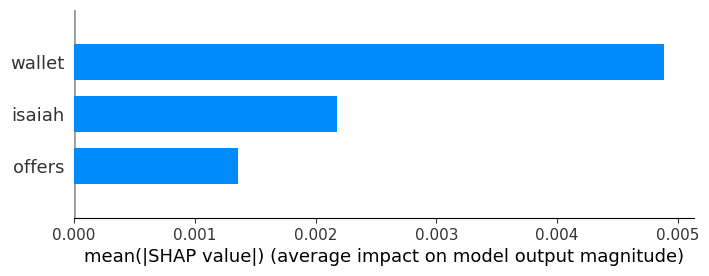 wallet
isaiah
offers
0.000 0.001 0.002 0.003 0.004 0.005
mean(|SHAP value|) (average impact on model output magnitude)